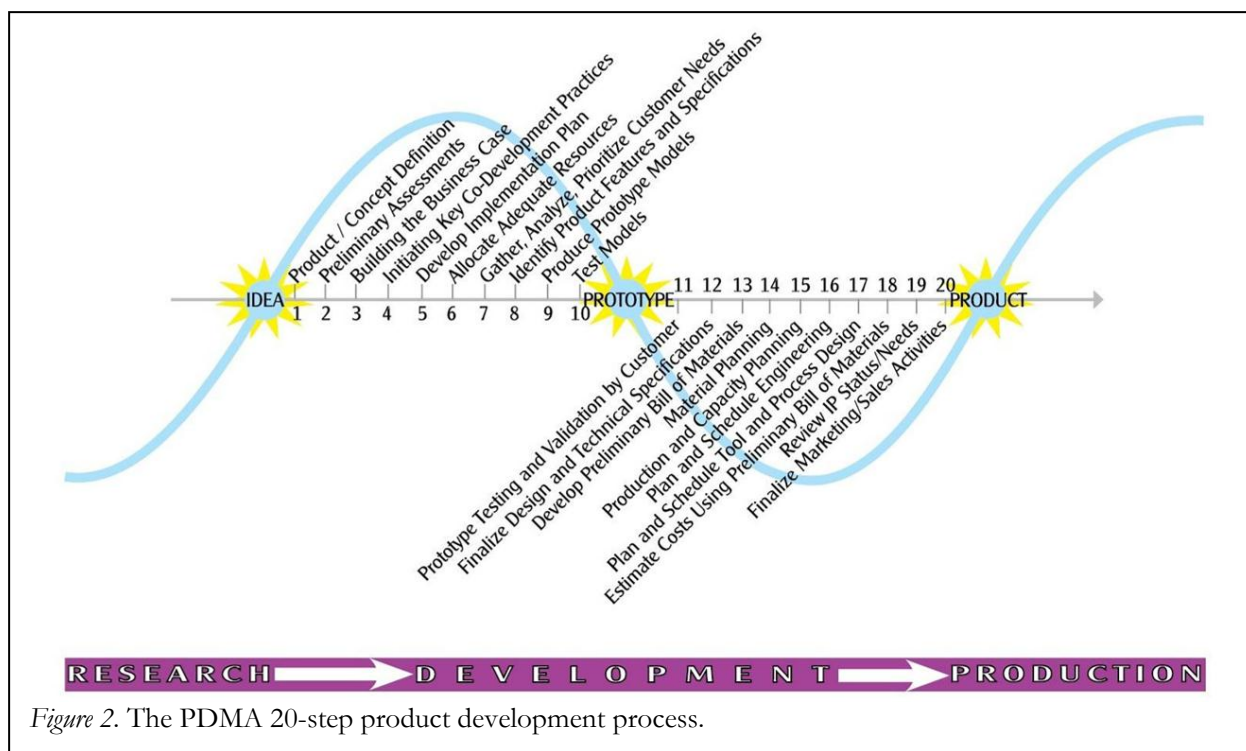 Product / Concept Definition
Preliminary Assessments
Building the Business Case
Initiating Key Co-Development Practices
Develop Implementation Plan
Allocate Adequate Resources
Gather, Analyze, Prioritize Customer Needs
Identify Product Features and Specifications
Produce Prototype Models
Test Models
IDEA
1 2 3 4 5 6 7 8 9 10
PROTOTYPE
11 12 13 14 15 16 17 18 19 20
PRODUCT
Prototype Testing and Validation by Customer
Finalize Design and Technical Specifications
Develop Preliminary Bill of Materials
Material Planning
Production and Capacity Planning
Plan and Schedule Engineering
Plan and Schedule Tool and Process Design
Estimate Costs Using Preliminary Bill of Materials
Review IP Status/Needs
Finalize Marketing/Sales Activities
RESEARCH DEVELOPMENT PRODUCTION
Figure 2. The PDMA 20-step product development process.